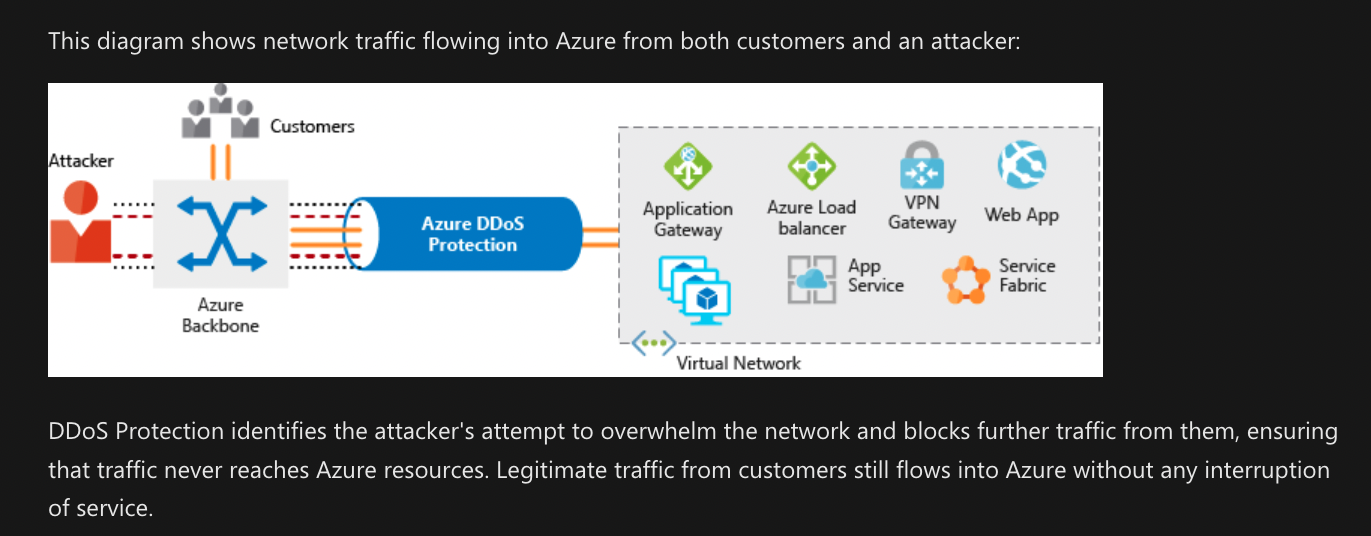 This diagram shows network traffic flowing into Azure from both customers and an attacker:
Customers
Attacker
Azure DDoS
Protection
Azure
Backbone
Application
Gateway
Azure Load
balancer
VPN
Gateway
Web App
App
Service
Service
Fabric
Virtual Network
DDoS Protection identifies the attacker's attempt to overwhelm the network and blocks further traffic from them, ensuring
that traffic never reaches Azure resources. Legitimate traffic from customers still flows into Azure without any interruption
of service.